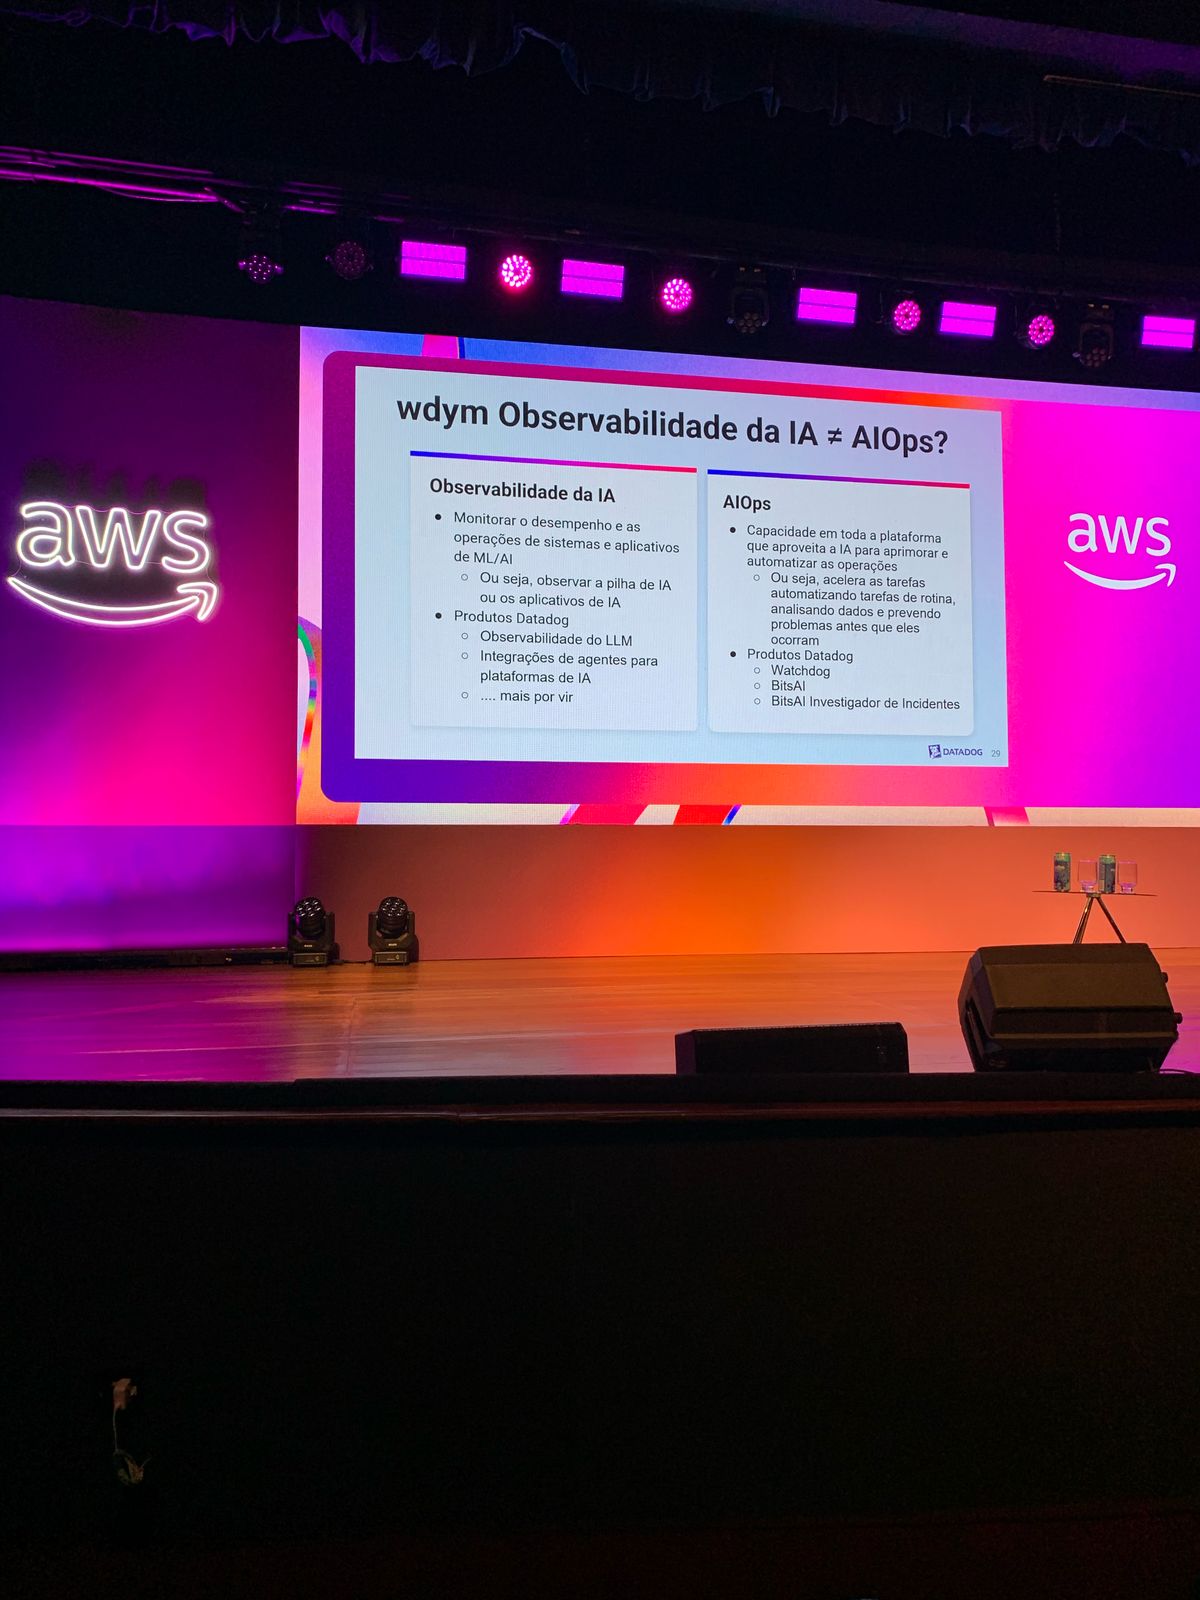 aws
wdym Observabilidade da IA ≠ AIOps?
Observabilidade da IA
● Monitorar o desempenho e as
operações de sistemas e aplicativos
de ML/AI
○ Ou seja, observar a pilha de IA
ou os aplicativos de IA
● Produtos Datadog
○ Observabilidade do LLM
○ Integrações de agentes para
plataformas de IA
○ .... mais por vir
AIOps
● Capacidade em toda a plataforma
que aproveita a IA para aprimorar e
automatizar as operações
○ Ou seja, acelera as tarefas
automatizando tarefas de rotina,
analisando dados e prevendo
problemas antes que eles
ocorram
● Produtos Datadog
○ Watchdog
○ BitsAI
○ BitsAI Investigador de Incidentes
DATADOG 29
aws